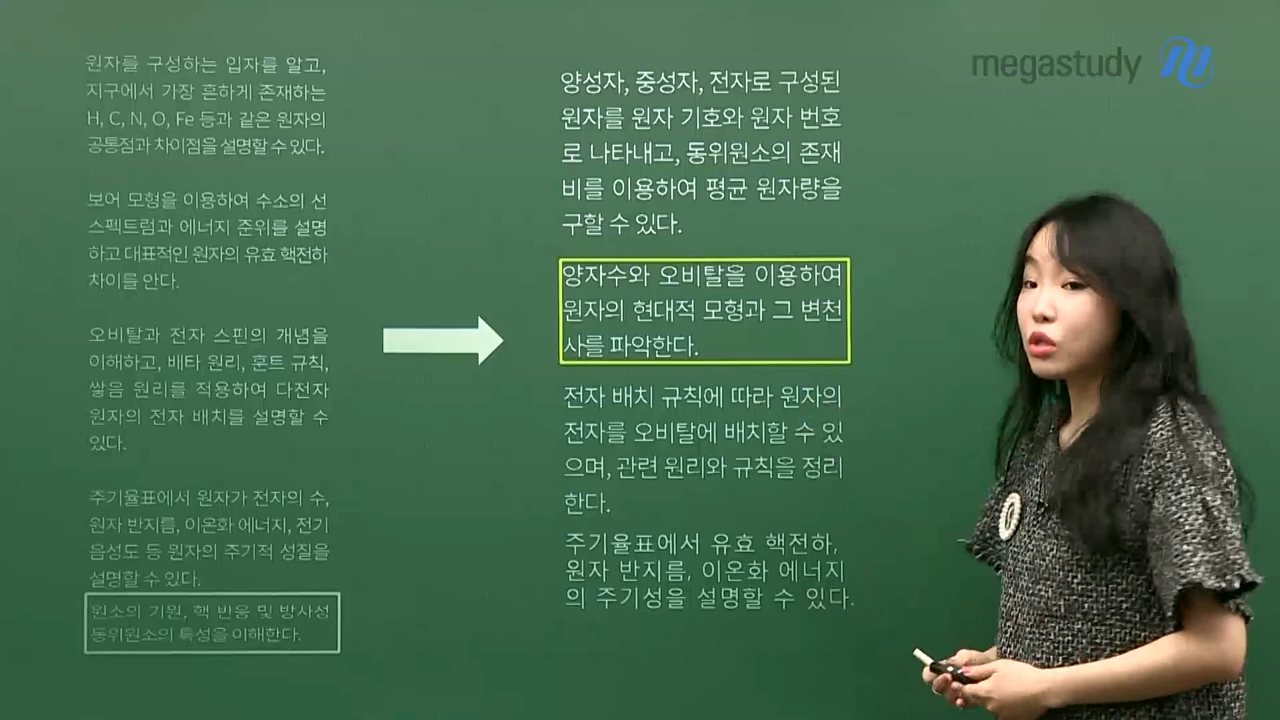 원자를 구성하는 입자를 알고,
지구에서 가장 흔하게 존재하는
H, C, N, O, Fe 등과 같은 원자의
공통점과 차이점을 설명할 수 있다.
보어 모형을 이용하여 수소의 선
스펙트럼과 에너지 준위를 설명
하고 대표적인 원자의 유효 핵전하
차이를 안다.
오비탈과 전자 스핀의 개념을
이해하고, 배타 원리, 훈트 규칙,
쌓음 원리를 적용하여 다전자
원자의 전자 배치를 설명할 수
있다.
주기율표에서 원자가 전자의 수,
원자 반지름, 이온화 에너지, 전기
음성도 등 원자의 주기적 성질을
설명할 수 있다.
원소의 기원, 핵 반응 및 방사성
동위원소의 특성을 이해한다.
양성자, 중성자, 전자로 구성된
원자를 원자 기호와 원자 번호
로 나타내고, 동위원소의 존재
비를 이용하여 평균 원자량을
구할 수 있다.
양자수와 오비탈을 이용하여
원자의 현대적 모형과 그 변천
사를 파악한다.
전자 배치 규칙에 따라 원자의
전자를 오비탈에 배치할 수 있
으며, 관련 원리와 규칙을 정리
한다.
주기율표에서 유효 핵전하,
원자 반지름, 이온화 에너지
의 주기성을 설명할 수 있다.
megastudy